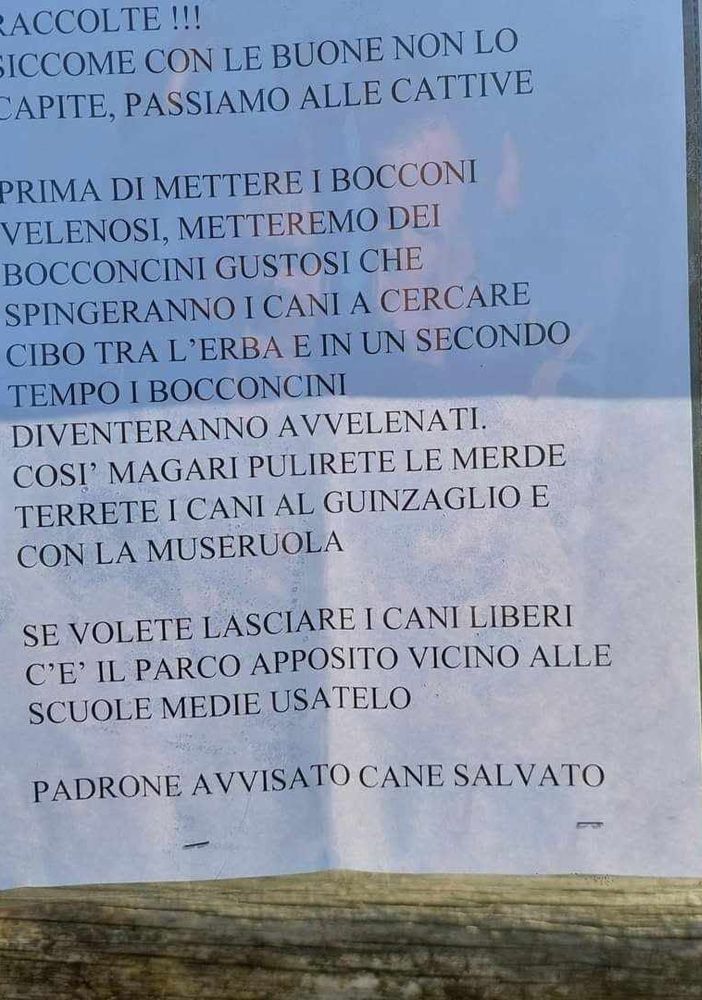 RACCOLTE !!!
SICCOME CON LE BUONE NON LO
CAPITE, PASSIAMO ALLE CATTIVE
PRIMA DI METTERE I BOCCONI
VELENOSI, METTEREMO DEI
BOCCONCINI GUSTOSI CHE
SPINGERANNO I CANI A CERCARE
CIBO TRA L'ERBA E IN UN SECONDO
TEMPO I BOCCONCINI
DIVENTERANNO AVVELENATI.
COSI' MAGARI PULIRETE LE MERDE
TERRETE I CANI AL GUINZAGLIO E
CON LA MUSERUOLA
SE VOLETE LASCIARE I CANI LIBERI
C'E' IL PARCO APPOSITO VICINO ALLE
SCUOLE MEDIE USATELO
PADRONE AVVISATO CANE SALVATO